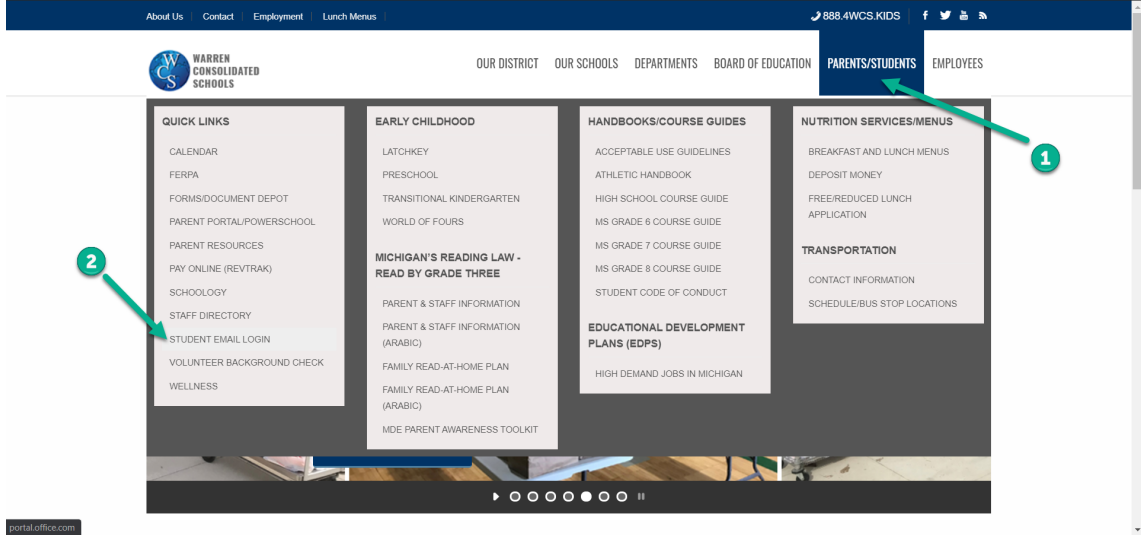 About Us
Contact
Employment
Lunch Menus
888.4WCS.KIDS
WCS
WARREN
CONSOLIDATED
SCHOOLS
OUR DISTRICT
OUR SCHOOLS
DEPARTMENTS
BOARD OF EDUCATION
PARENTS/STUDENTS
EMPLOYEES
1
2
QUICK LINKS
CALENDAR
FERPA
FORMS/DOCUMENT DEPOT
PARENT PORTAL/POWERSCHOOL
PARENT RESOURCES
PAY ONLINE (REVTRAK)
SCHOOLOGY
STAFF DIRECTORY
STUDENT EMAIL LOGIN
VOLUNTEER BACKGROUND CHECK
WELLNESS
EARLY CHILDHOOD
LATCHKEY
PRESCHOOL
TRANSITIONAL KINDERGARTEN
WORLD OF FOURS
MICHIGAN'S READING LAW -
READ BY GRADE THREE
PARENT & STAFF INFORMATION
PARENT & STAFF INFORMATION
(ARABIC)
FAMILY READ-AT-HOME PLAN
FAMILY READ-AT-HOME PLAN
(ARABIC)
MDE PARENT AWARENESS TOOLKIT
HANDBOOKS/COURSE GUIDES
ACCEPTABLE USE GUIDELINES
ATHLETIC HANDBOOK
HIGH SCHOOL COURSE GUIDE
MS GRADE 6 COURSE GUIDE
MS GRADE 7 COURSE GUIDE
MS GRADE 8 COURSE GUIDE
STUDENT CODE OF CONDUCT
EDUCATIONAL DEVELOPMENT
PLANS (EDPS)
HIGH DEMAND JOBS IN MICHIGAN
NUTRITION SERVICES/MENUS
BREAKFAST AND LUNCH MENUS
DEPOSIT MONEY
FREE/REDUCED LUNCH
APPLICATION
TRANSPORTATION
CONTACT INFORMATION
SCHEDULE/BUS STOP LOCATIONS
portal.office.com